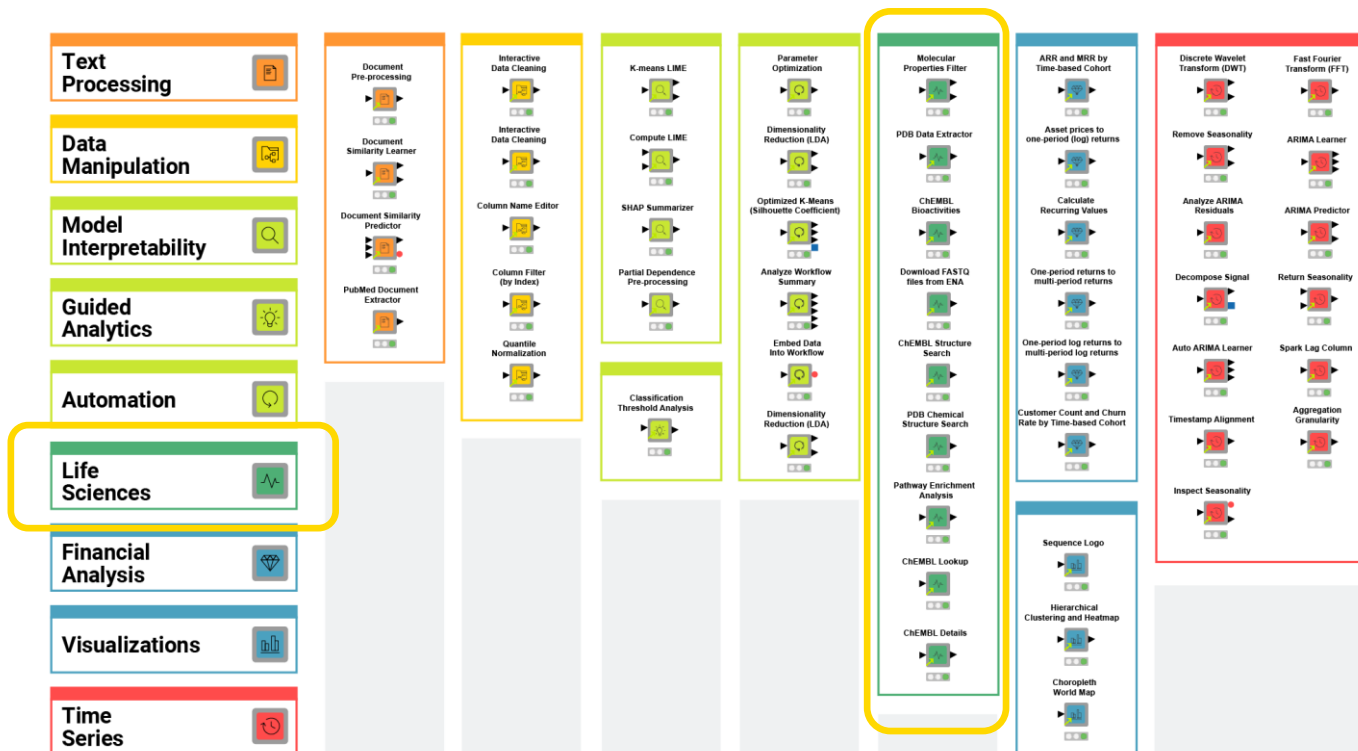 Text
Processing
Data
Manipulation
Model
Interpretability
Guided
Analytics
Automation
Life
Sciences
Financial
Analysis
Visualizations
Time
Series
Document
Pre-processing
Document
Similarity Learner
Document Similarity
Predictor
PubMed Document
Extractor
Interactive
Data Cleaning
Interactive
Data Cleaning
Column Name Editor
Column Filter
(by Index)
Quantile
Normalization
K-means LIME
Compute LIME
SHAP Summarizer
Partial Dependence
Pre-processing
Classification
Threshold Analysis
Parameter
Optimization
Dimensionality
Reduction (LDA)
Optimized K-Means
(Silhouette Coefficient)
Analyze Workflow
Summary
Embed Data
Into Workflow
Dimensionality
Reduction (LDA)
Molecular
Properties Filter
PDB Data Extractor
ChEMBL
Bioactivities
Download FASTQ
files from ENA
ChEMBL Structure
Search
PDB Chemical
Structure Search
Pathway Enrichment
Analysis
ChEMBL Lookup
ChEMBL Details
ARR and MRR by
Time-based Cohort
Asset prices to
one-period (log) returns
Calculate
Recurring Values
One-period returns to
multi-period returns
One-period log returns to
multi-period log returns
Customer Count and Churn
Rate by Time-based Cohort
Sequence Logo
Hierarchical
Clustering and Heatmap
Choropleth
World Map
Discrete Wavelet
Transform (DWT)
Remove Seasonality
Analyze ARIMA
Residuals
Decompose Signal
Auto ARIMA Learner
Timestamp Alignment
Inspect Seasonality
Fast Fourier
Transform (FFT)
ARIMA Learner
ARIMA Predictor
Return Seasonality
Spark Lag Column
Aggregation
Granularity